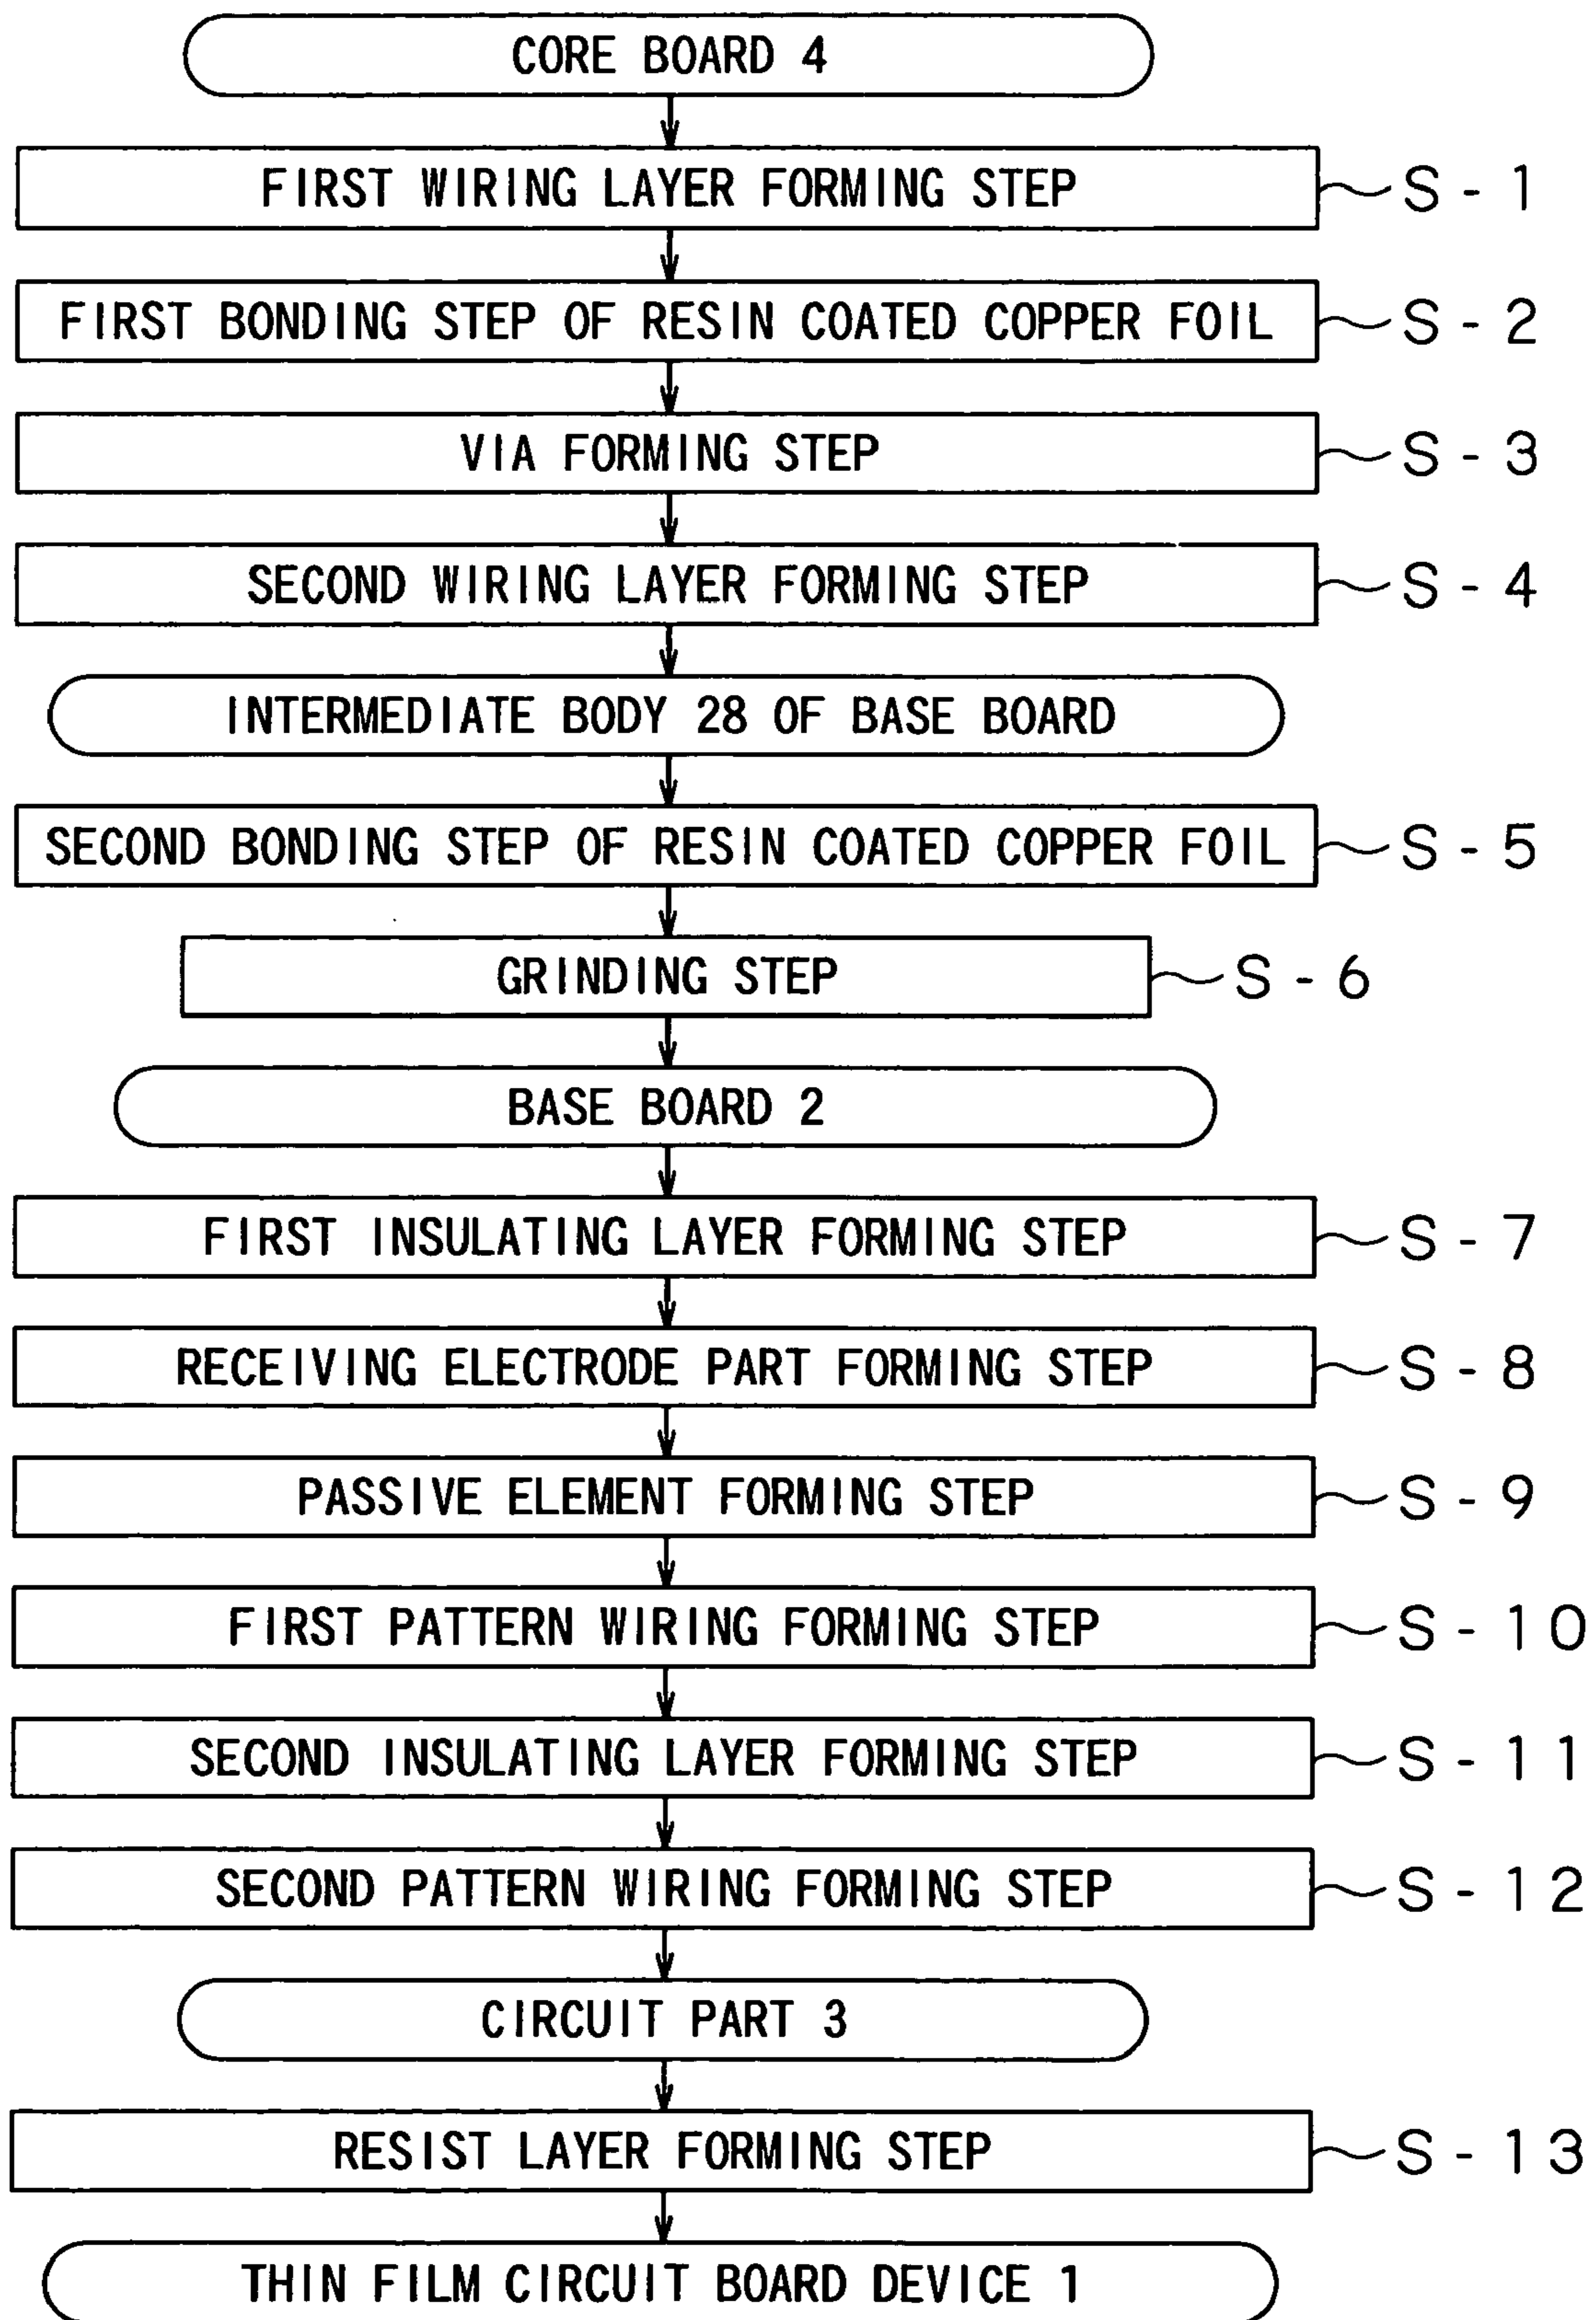 CORE BOARD 4
FIRST WIRING LAYER FORMING STEP S-1
FIRST BONDING STEP OF RESIN COATED COPPER FOIL S-2
VIA FORMING STEP S-3
SECOND WIRING LAYER FORMING STEP S-4
INTERMEDIATE BODY 28 OF BASE BOARD
SECOND BONDING STEP OF RESIN COATED COPPER FOIL S-5
GRINDING STEP S-6
BASE BOARD 2
FIRST INSULATING LAYER FORMING STEP S-7
RECEIVING ELECTRODE PART FORMING STEP S-8
PASSIVE ELEMENT FORMING STEP S-9
FIRST PATTERN WIRING FORMING STEP S-10
SECOND INSULATING LAYER FORMING STEP S-11
SECOND PATTERN WIRING FORMING STEP S-12
CIRCUIT PART 3
RESIST LAYER FORMING STEP S-13
THIN FILM CIRCUIT BOARD DEVICE 1